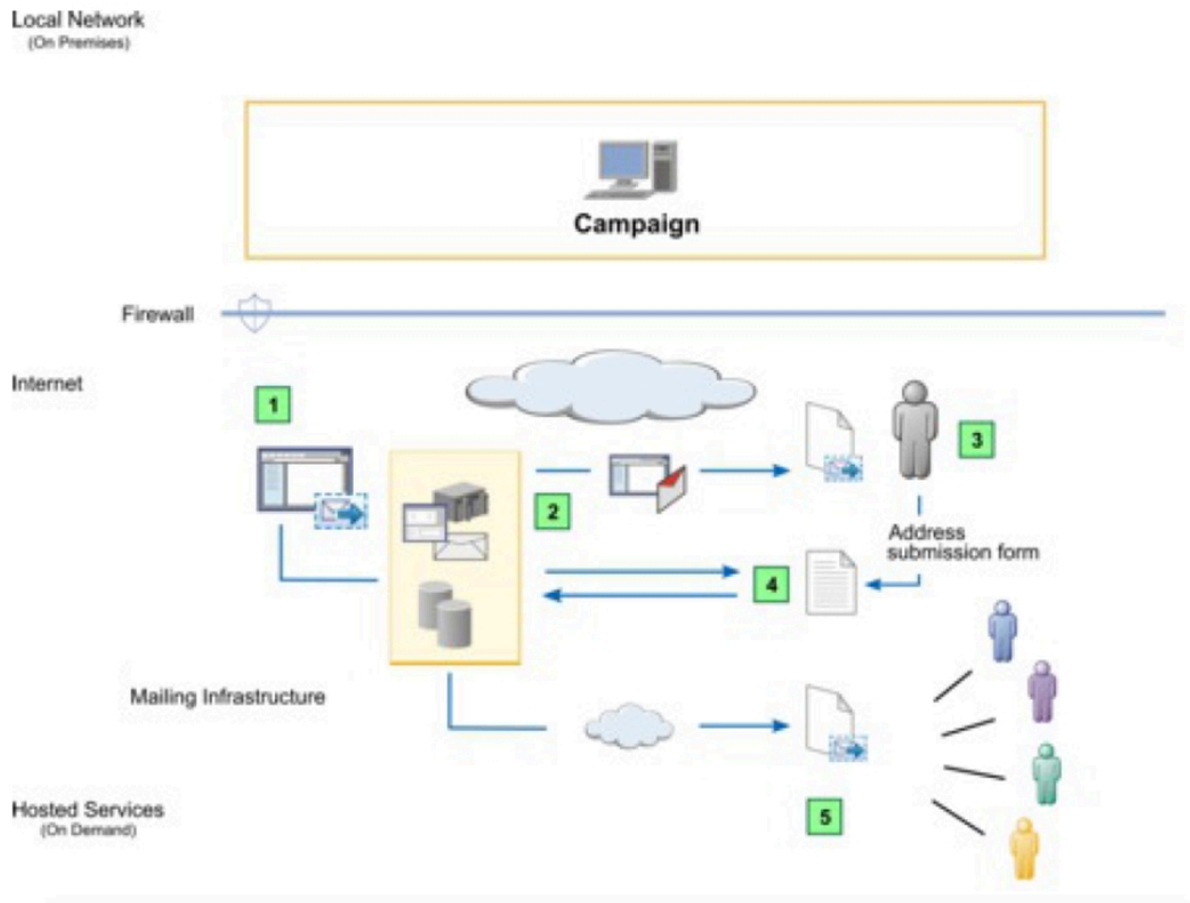 Local Network
(On Premises)
Campaign
Firewall
Internet
1
3
2
Address
submission form
4
Mailing Infrastructure
Hosted Services
(On Demand)
5